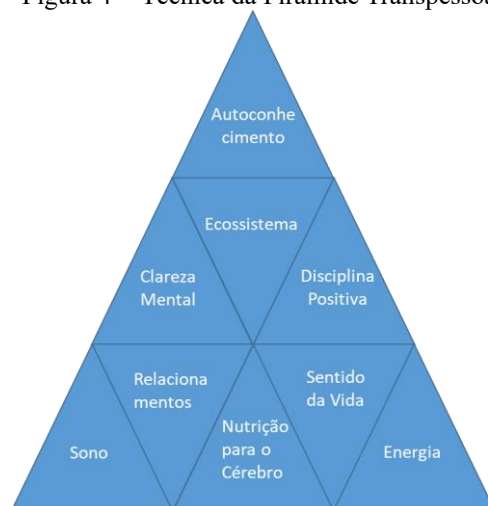 Figura 4 – Técnica da Pirâmide Transpessoa
Autoconhe
cimento
Ecossistema
Clareza
Mental
Disciplina
Positiva
Relaciona
mentos
Sentido
da Vida
Sono
Nutrição
para o
Cérebro
Energia